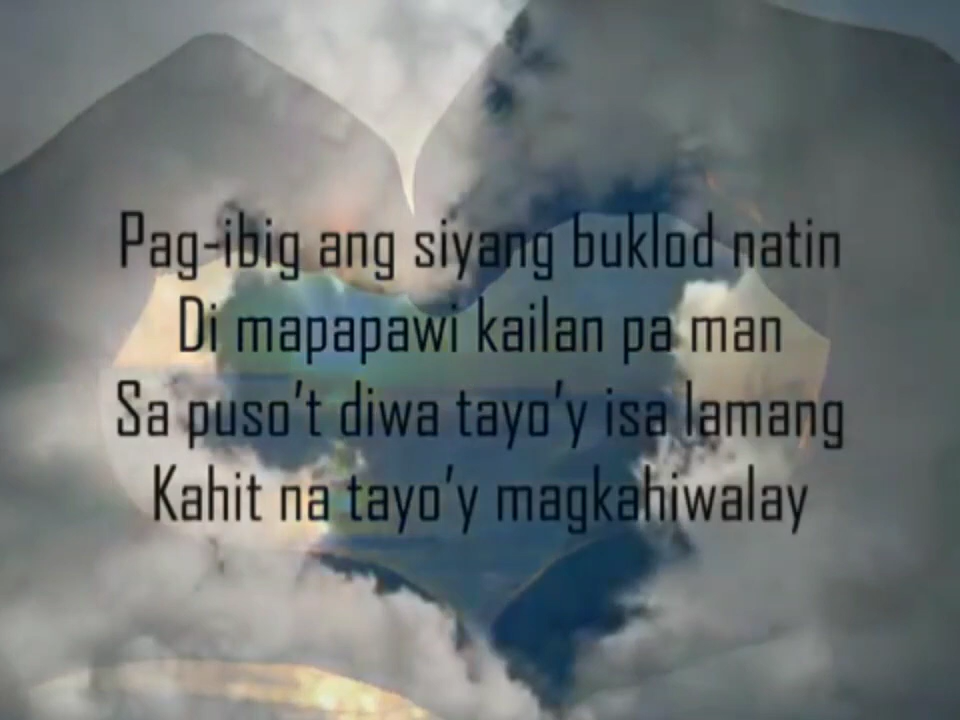 Pag-ibig ang siyang buklod natin
Di mapapawi kailan pa man
Sa puso't diwa tayo'y isa lamang
Kahit na tayo'y magkahiwalay